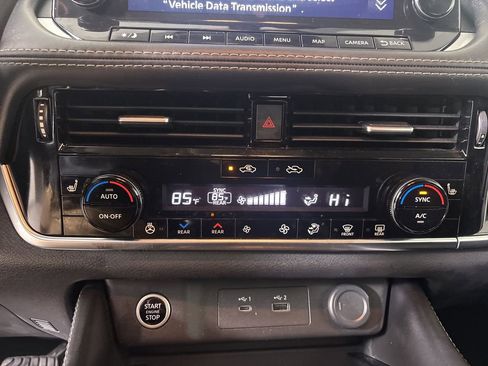 "Vehicle Data Transmission".
AUDIO MENU MAP CAMERA BACK
85°F SYNC 85°F REAR Hi
AUTO
ON·OFF
SYNC
A/C
REAR REAR FRONT REAR
START
ENGINE
STOP
1 2